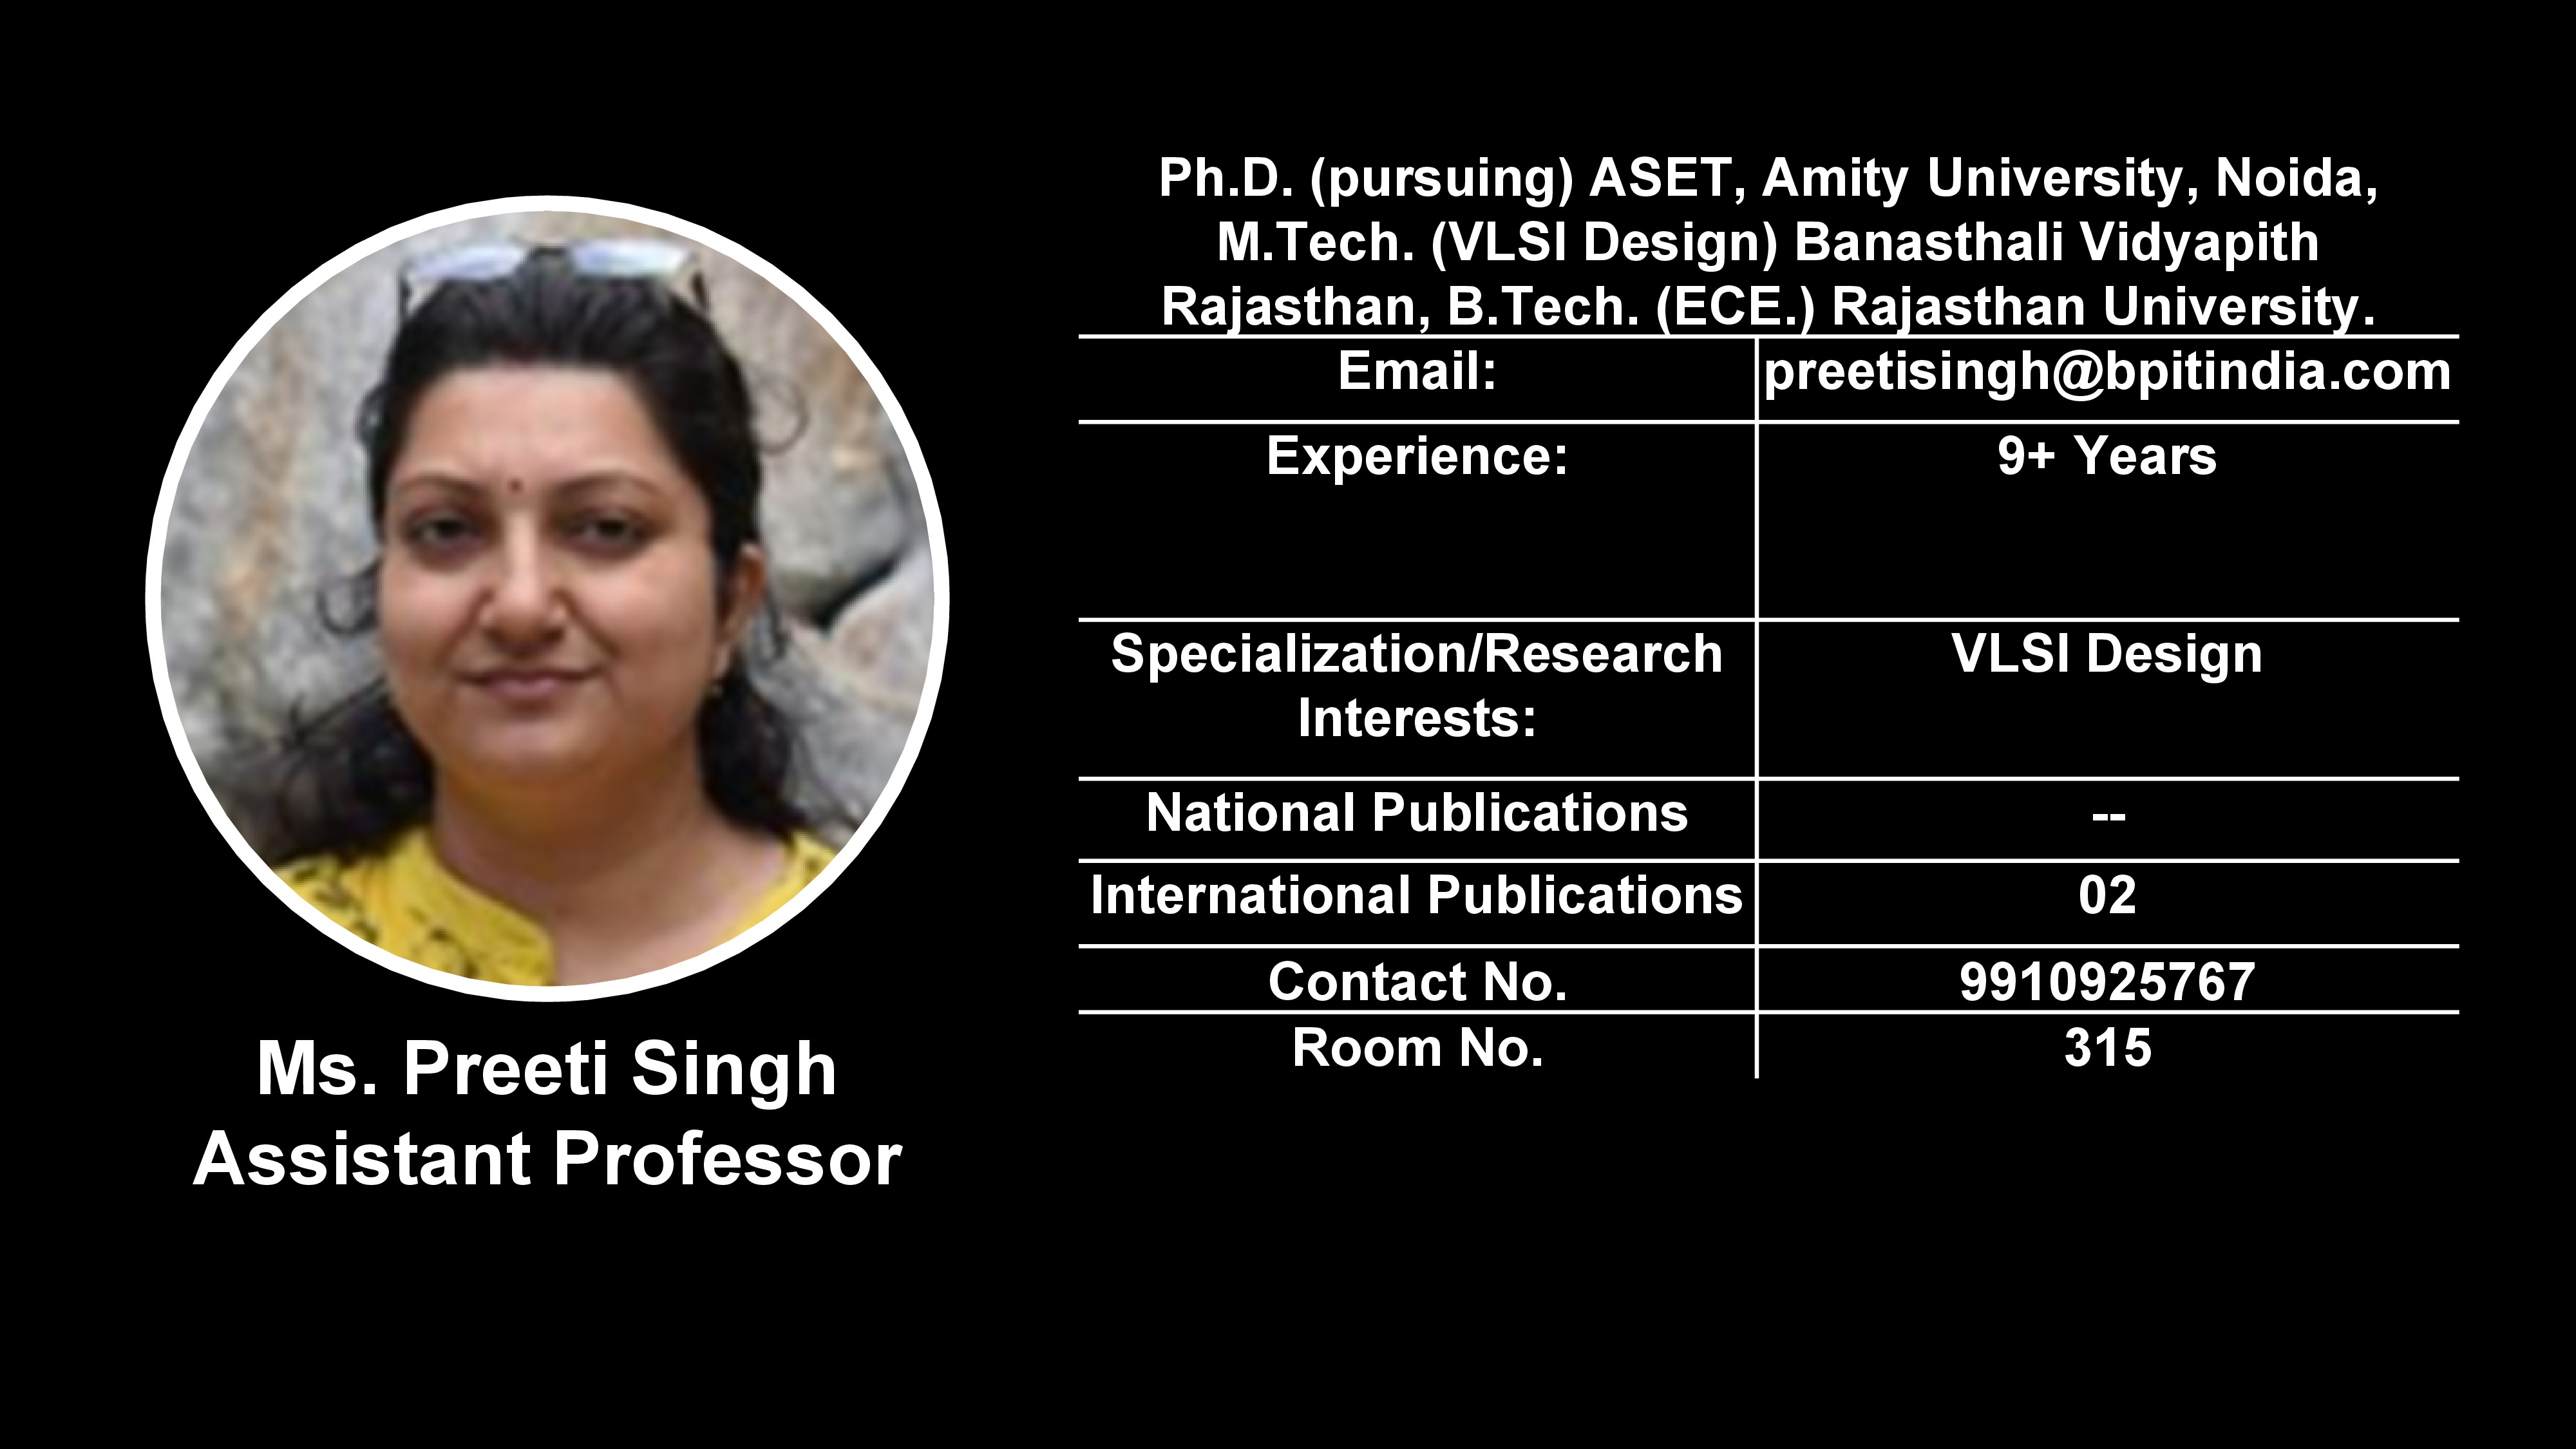 Ms. Preeti Singh
Assistant Professor
Ph.D. (pursuing) ASET, Amity University, Noida,
M.Tech. (VLSI Design) Banasthali Vidyapith
Rajasthan, B.Tech. (ECE.) Rajasthan University.
Email: preetisingh@bpitindia.com
Experience: 9+ Years
Specialization/Research VLSI Design
Interests:
National Publications --
International Publications 02
Contact No. 9910925767
Room No. 315